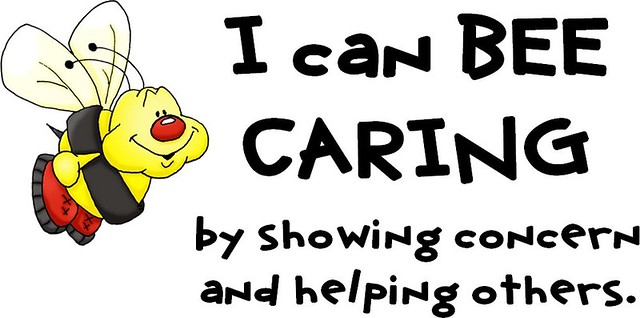 I can BEE
CARING
by showing concern
and helping others.